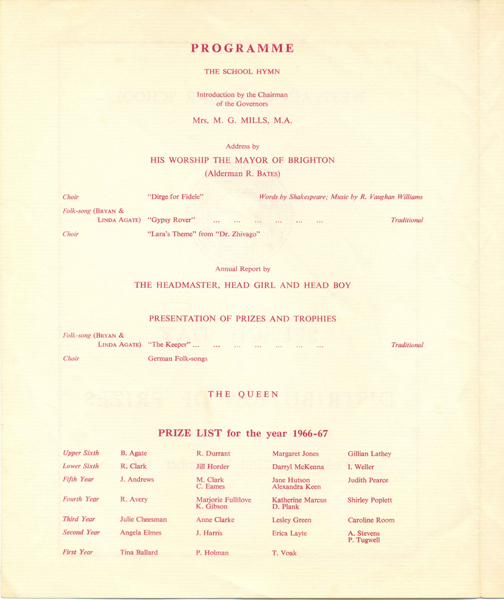 PROGRAMME
THE SCHOOL HYMN
Introduction by the Chairman
of the Governors
Mrs. M. G. MILLS, M.A.
Address by
HIS WORSHIP THE MAYOR OF BRIGHTON
(Alderman R. BATES)
Choir "Dirge for Fidele" Words by Shakespeare; Music by R. Vaughan Williams
Folk-song (BRYAN &
LINDA AGATE) "Gypsy Rover" ... ... ... ... ... ... Traditional
Choir "Lara's Theme" from "Dr. Zhivago"
Annual Report by
THE HEADMASTER, HEAD GIRL AND HEAD BOY
PRESENTATION OF PRIZES AND TROPHIES
Folk-song (BRYAN &
LINDA AGATE) "The Keeper" ... ... ... ... ... ... ... Traditional
Choir German Folk-songs
THE QUEEN
PRIZE LIST for the year 1966-67
Upper Sixth B. Agate R. Durrant Margaret Jones Gillian Lathey
Lower Sixth R. Clark Jill Horder Darryl McKenna I. Weller
Fifth Year J. Andrews M. Clark Jane Hutson Judith Pearce
C. Eames Alexandra Keen
Fourth Year R. Avery Marjorie Fullilove Katherine Marcus Shirley Poplett
K. Gibson D. Plank
Third Year Julie Cheesman Anne Clarke Lesley Green Caroline Room
Second Year Angela Elmes J. Harris Erica Layte A. Stevens
P. Tugwell
First Year Tina Ballard P. Holman T. Voak